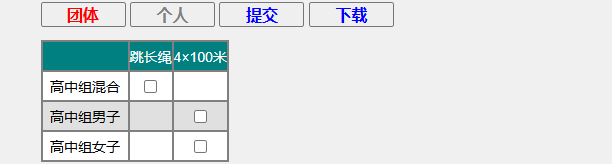 团体 个人 提交 下载
跳长绳 4×100米
高中组混合
高中组男子
高中组女子